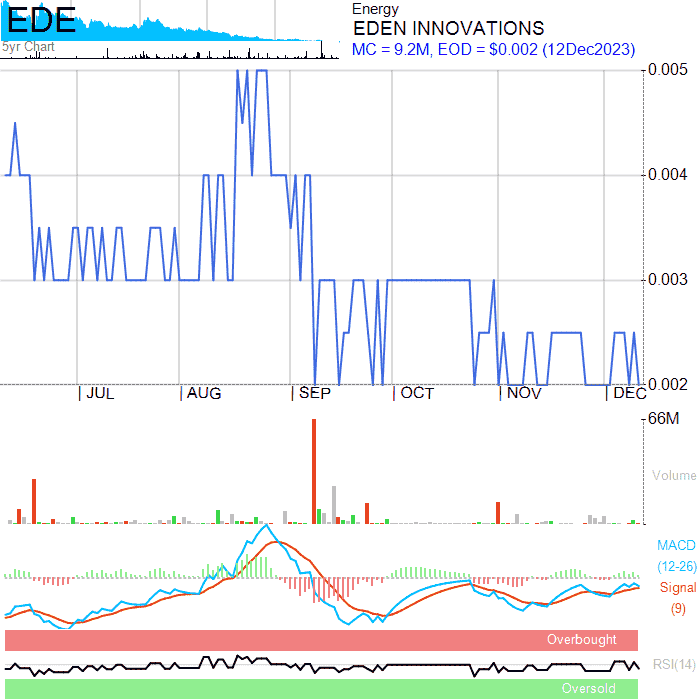 EDE
5yr Chart
Energy
EDEN INNOVATIONS
MC = 9.2M, EOD = $0.002 (12Dec2023)
0.005
0.004
0.003
0.002
JUL AUG SEP OCT NOV DEC
66M
Volume
MACD
(12-26)
Signal
(9)
Overbought
RSI(14)
Oversold